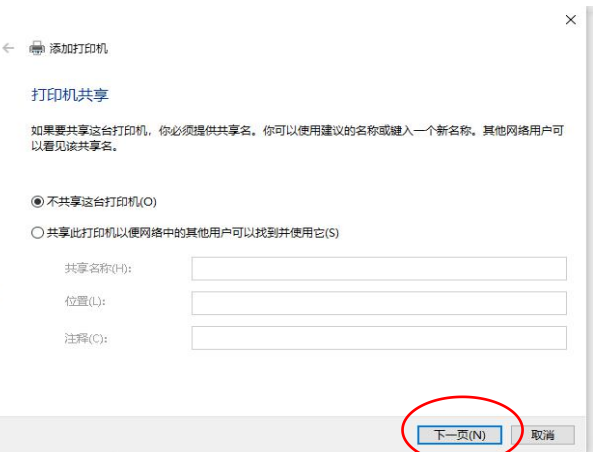 添加打印机
打印机共享
如果要共享这台打印机，你必须提供共享名。你可以使用建议的名称或键入一个新名称。其他网络用户可
以看见该共享名。
不共享这台打印机(O)
共享此打印机以便网络中的其他用户可以找到并使用它(S)
共享名称(H):
位置(L):
注释(C):
下一页(N) 取消